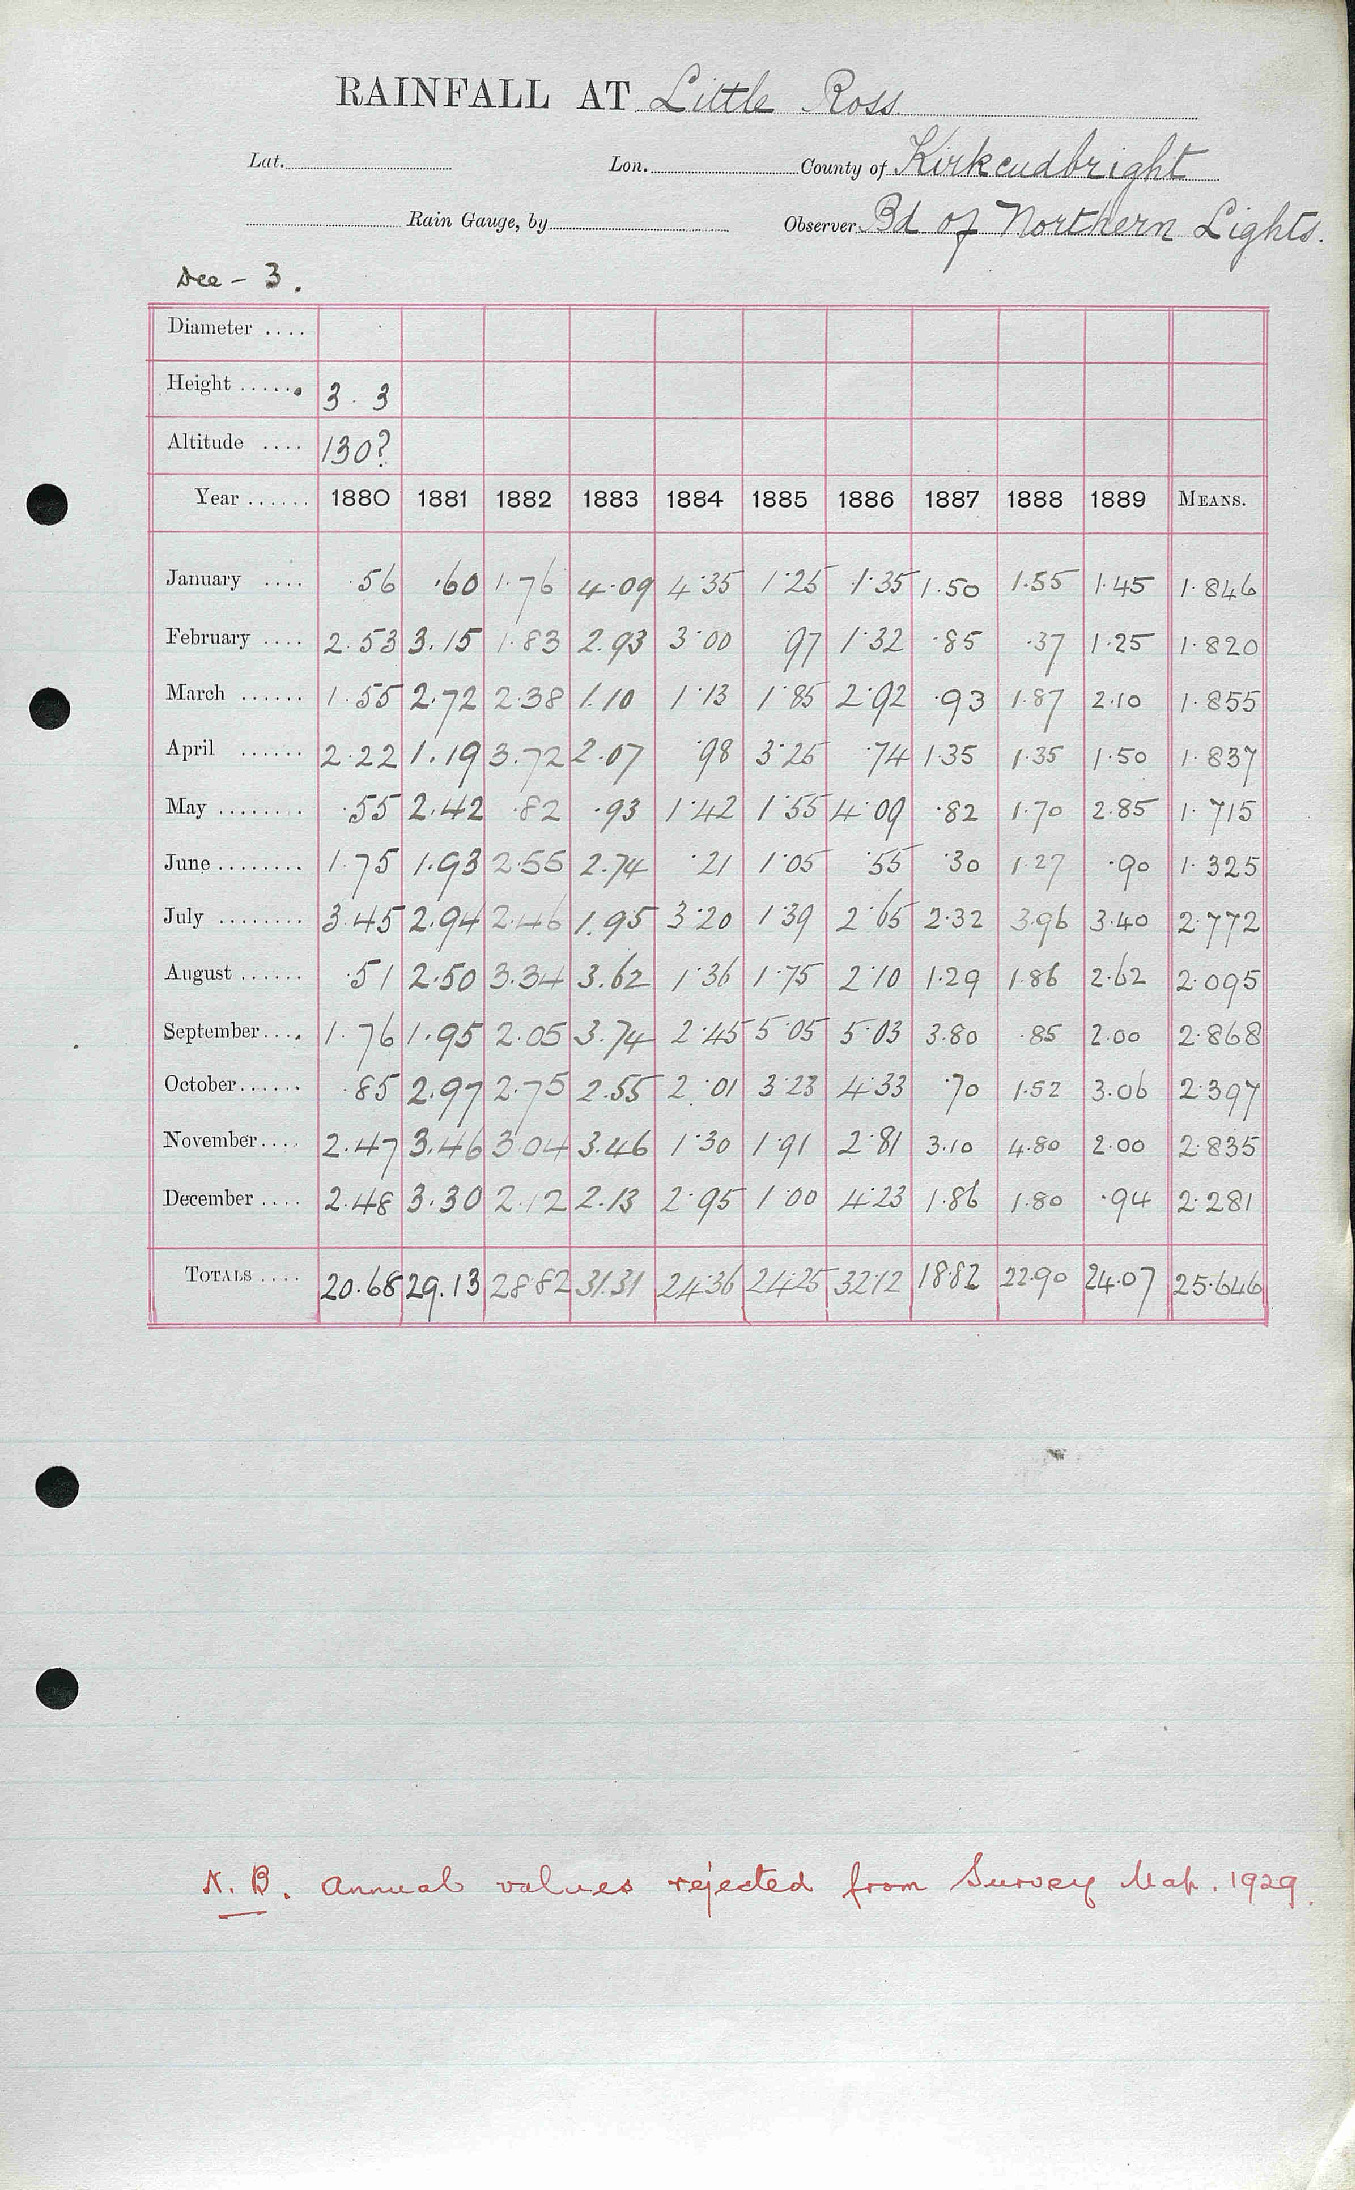 RAINFALL AT Little Ross
Lat. Lon. County of Kirkcudbright
Rain Gauge, by Observer Bd of Northern Lights.
Dee - 3.
Diameter ....
Height ...... 3. 3
Altitude .... 130?
Year ...... 1880 1881 1882 1883 1884 1885 1886 1887 1888 1889 MEANS.
January .... .56 .60 1.76 4.09 4.35 1.25 1.35 1.50 1.55 1.45 1.846
February .... 2.53 3.15 1.83 2.93 3.00 .97 1.32 .85 .37 1.25 1.820
March ...... 1.55 2.72 2.38 1.10 1.13 1.85 2.92 .93 1.87 2.10 1.855
April ...... 2.22 1.19 3.72 2.07 .98 3.25 .74 1.35 1.35 1.50 1.837
May ........ .55 2.42 .82 .93 1.42 1.55 4.09 .82 1.70 2.85 1.715
June ........ 1.75 1.93 2.55 2.74 .21 1.05 .55 .30 1.27 .90 1.325
July ........ 3.45 2.94 2.46 1.95 3.20 1.39 2.65 2.32 3.96 3.40 2.772
August ...... .51 2.50 3.34 3.62 1.36 1.75 2.10 1.29 1.86 2.62 2.095
September.... 1.76 1.95 2.05 3.74 2.45 5.05 5.03 3.80 .85 2.00 2.868
October...... .85 2.97 2.75 2.55 2.01 3.23 4.33 .70 1.52 3.06 2.397
November.... 2.47 3.46 3.04 3.46 1.30 1.91 2.81 3.10 4.80 2.00 2.835
December .... 2.48 3.30 2.12 2.13 2.95 1.00 4.23 1.86 1.80 .94 2.281
TOTALS .... 20.68 29.13 28.82 31.31 24.36 24.25 32.12 18.82 22.90 24.07 25.646
N.B. Annual values rejected from Survey Map. 1929.